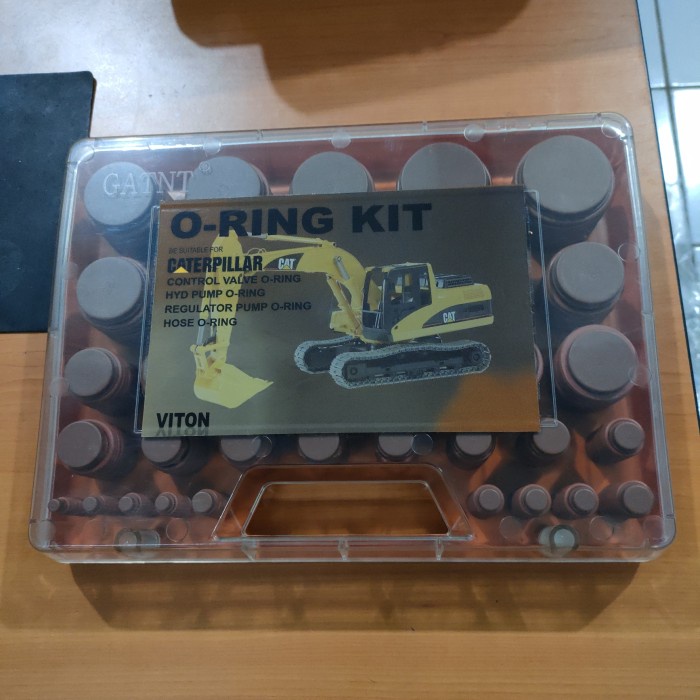 GATNT
O-RING KIT
BE SUITABLE FOR
CATERPILLAR
CAT
CONTROL VALVE O-RING
HYD PUMP O-RING
REGULATOR PUMP O-RING
HOSE O-RING
CAT
VITON